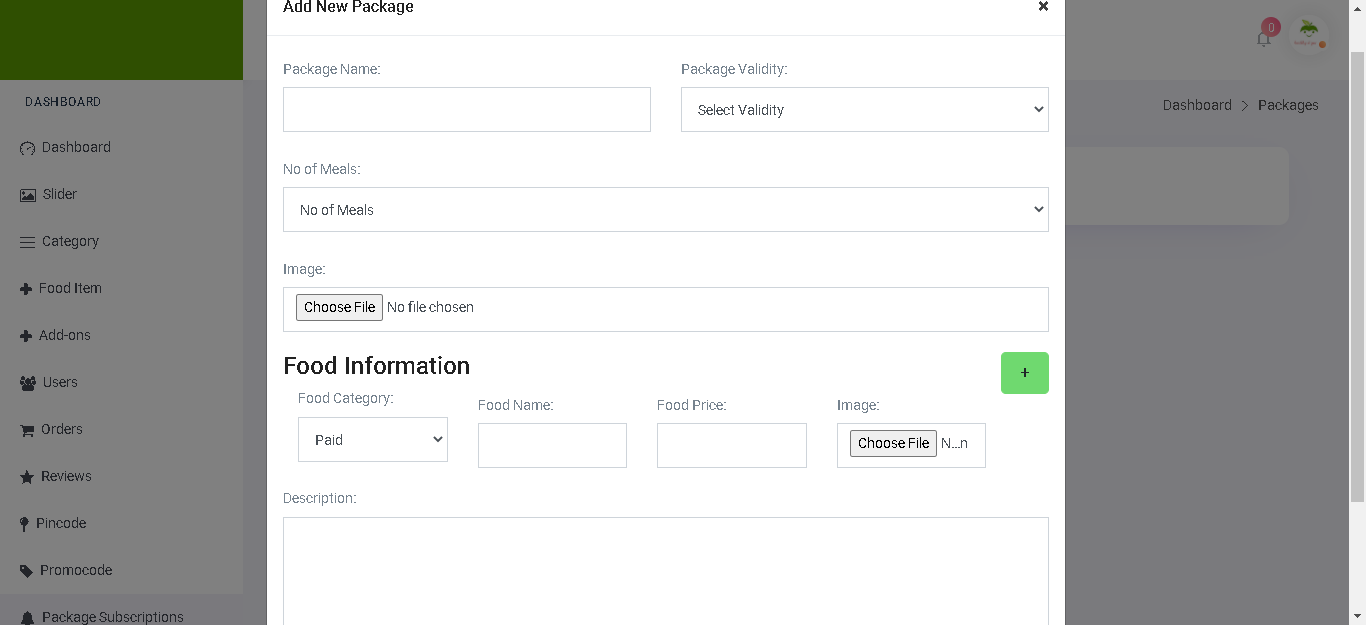 Add New Package
×
0
DASHBOARD
Dashboard
Slider
Category
Food Item
Add-ons
Users
Orders
Reviews
Pincode
Promocode
Package Subscriptions
Dashboard > Packages
Package Name:
Package Validity:
Select Validity
No of Meals:
No of Meals
Image:
Choose File No file chosen
Food Information
+
Food Category:
Food Name:
Food Price:
Image:
Paid
Choose File N...n
Description: